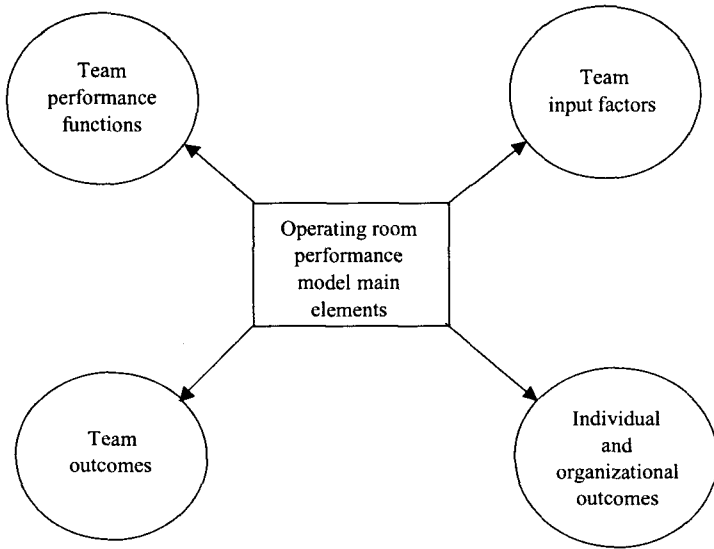 Team
performance
functions
Team
input factors
Operating room
performance
model main
elements
Team
outcomes
Individual
and
organizational
outcomes